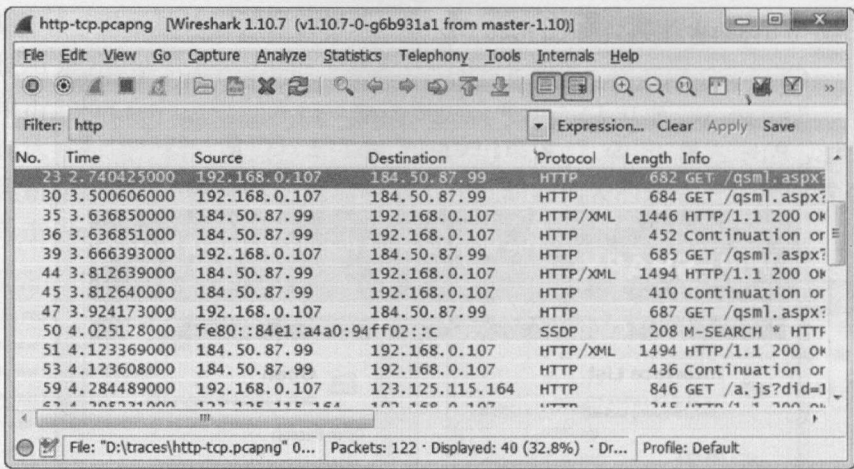 http-tcp.pcapng [Wireshark 1.10.7 (v1.10.7-0-g6b931a1 from master-1.10)]
File Edit View Go Capture Analyze Statistics Telephony Tools Internals Help
Filter: http Expression... Clear Apply Save
No. Time Source Destination Protocol Length Info
23 2.740425000 192.168.0.107 184.50.87.99 HTTP 682 GET /qsml.aspx?
30 3.500606000 192.168.0.107 184.50.87.99 HTTP 684 GET /qsml.aspx?
35 3.636850000 184.50.87.99 192.168.0.107 HTTP/XML 1446 HTTP/1.1 200 OK
36 3.636851000 184.50.87.99 192.168.0.107 HTTP 452 Continuation or
39 3.666393000 192.168.0.107 184.50.87.99 HTTP 685 GET /qsml.aspx?
44 3.812639000 184.50.87.99 192.168.0.107 HTTP/XML 1494 HTTP/1.1 200 OK
45 3.812640000 184.50.87.99 192.168.0.107 HTTP 410 Continuation or
47 3.924173000 192.168.0.107 184.50.87.99 HTTP 687 GET /qsml.aspx?
50 4.025128000 fe80::84e1:a4a0:94ff02::c SSDP 208 M-SEARCH * HTTP
51 4.123369000 184.50.87.99 192.168.0.107 HTTP/XML 1494 HTTP/1.1 200 OK
53 4.123608000 184.50.87.99 192.168.0.107 HTTP 436 Continuation or
59 4.284489000 192.168.0.107 123.125.115.164 HTTP 846 GET /a.js?did=1
File: "D:\traces\http-tcp.pcapng" 0... Packets: 122 · Displayed: 40 (32.8%) · Dr... Profile: Default